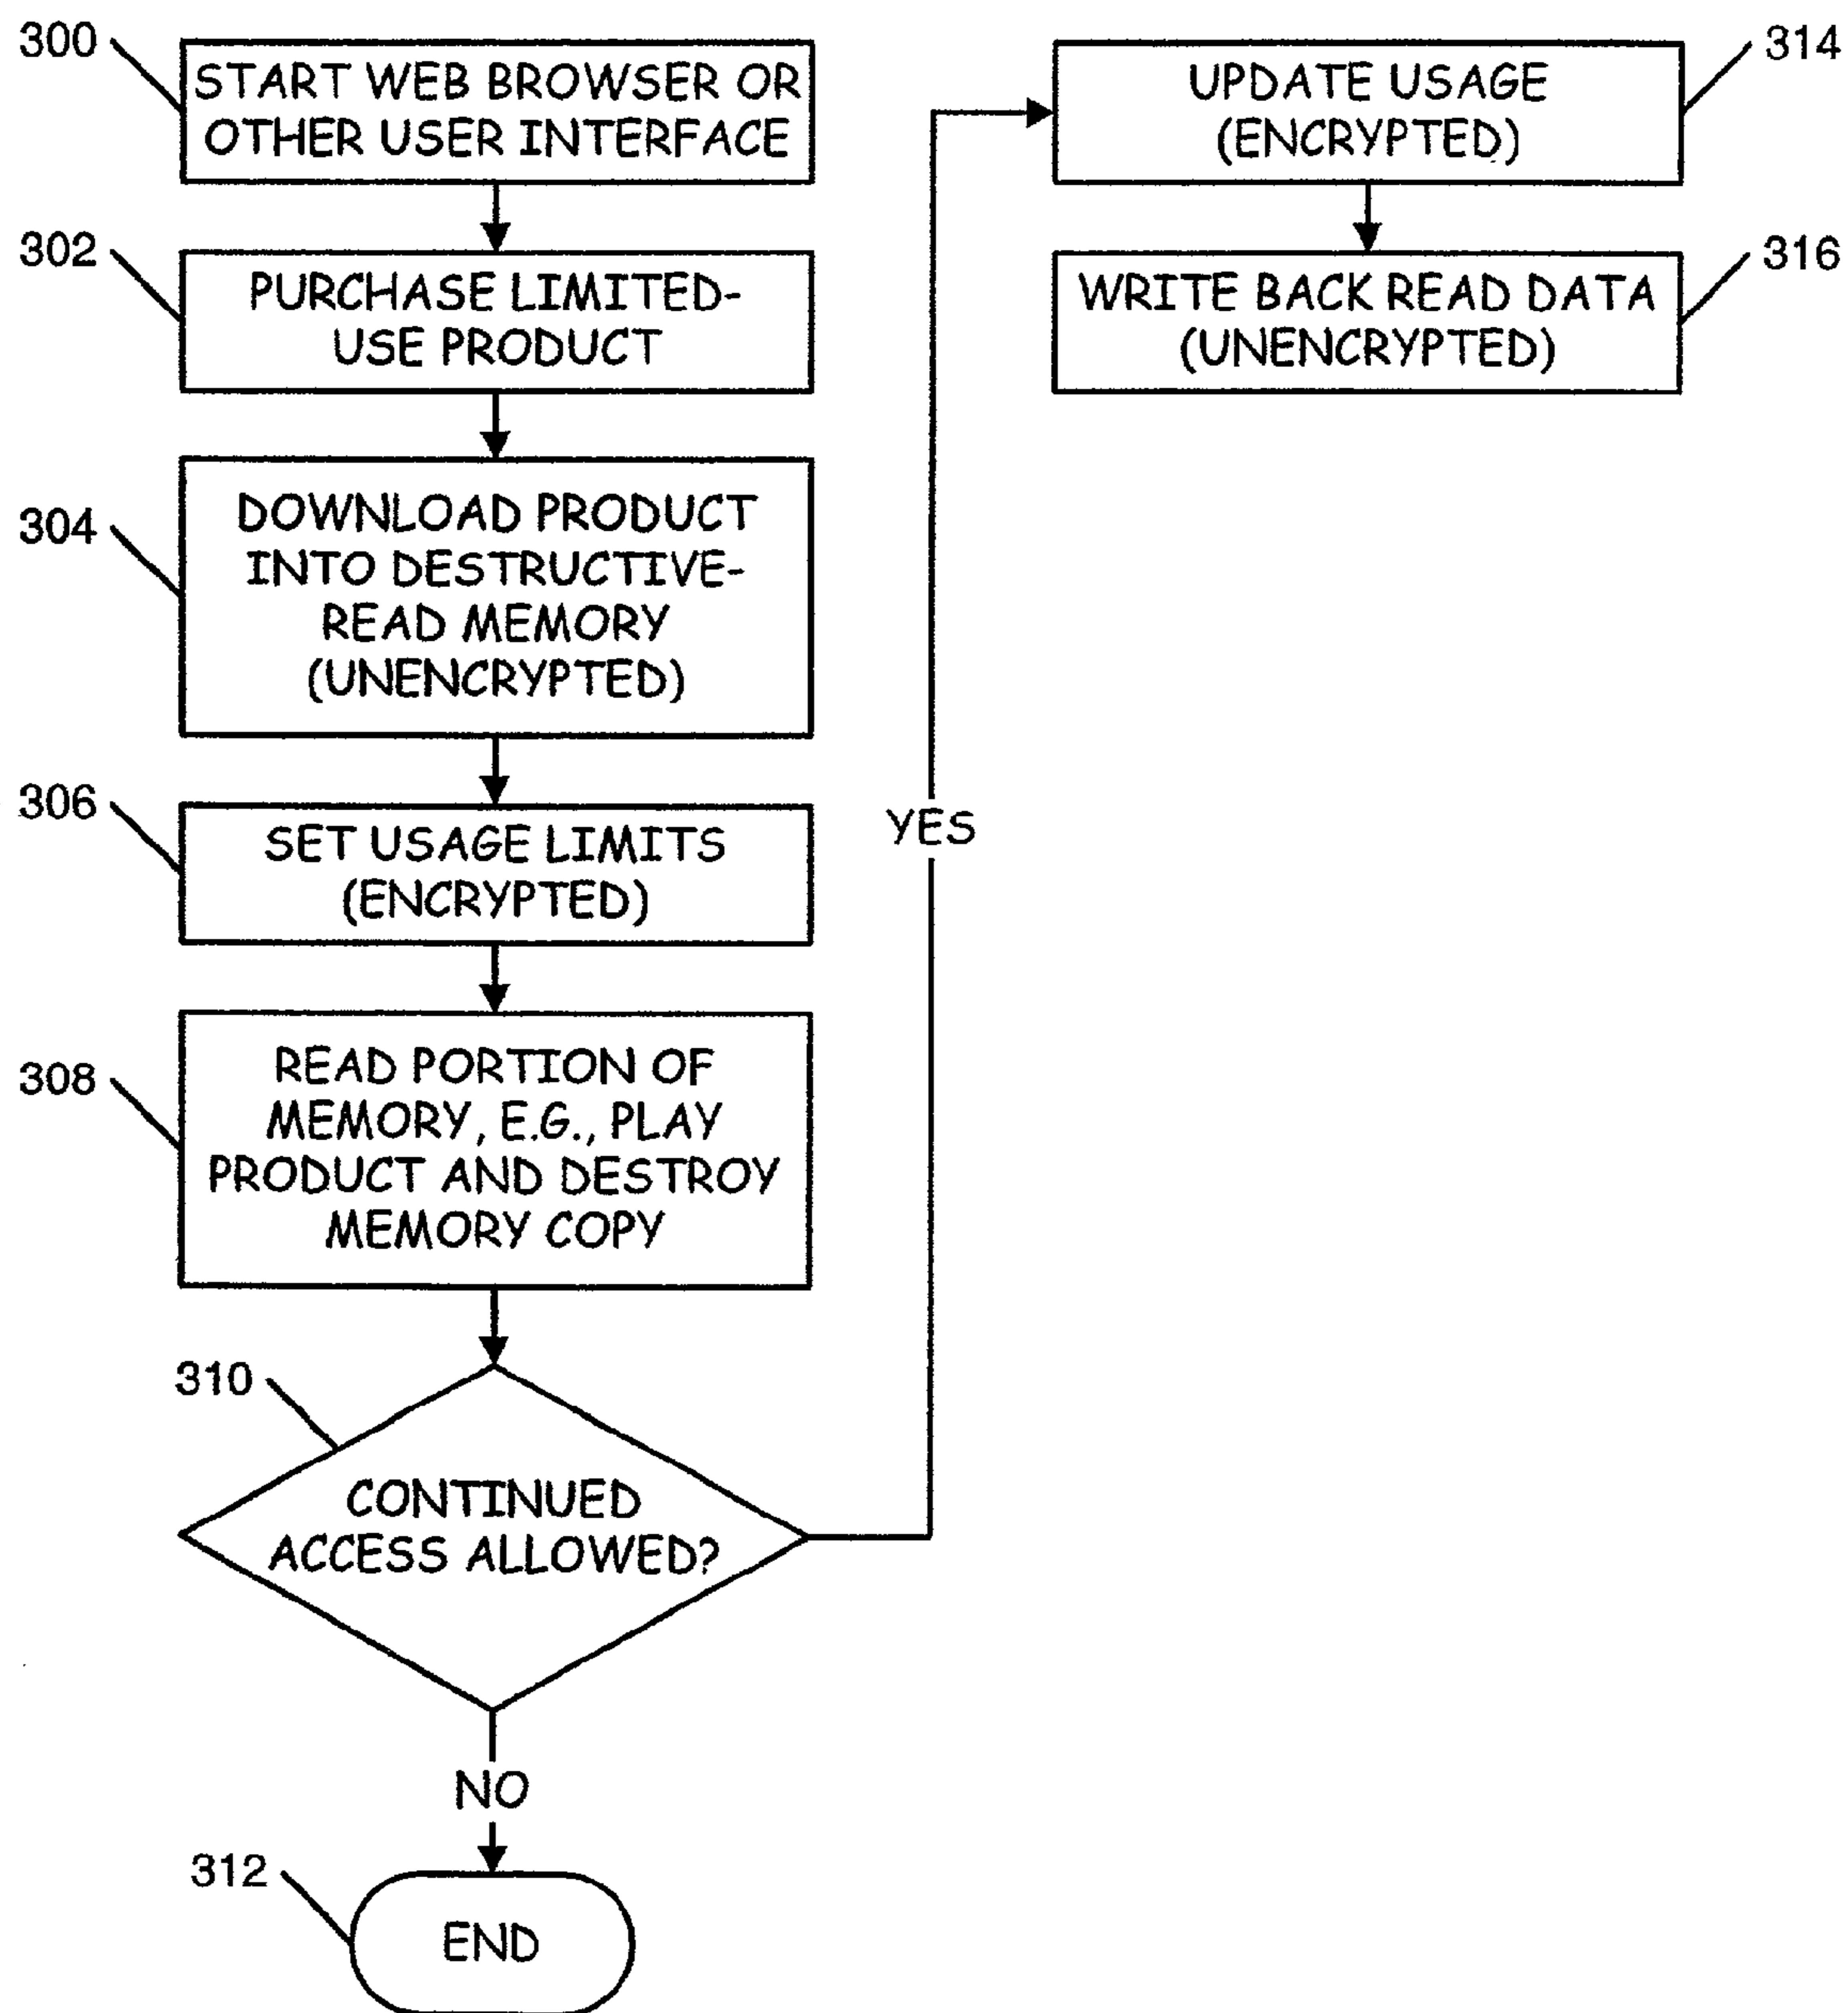 300
START WEB BROWSER OR
OTHER USER INTERFACE
302
PURCHASE LIMITED-
USE PRODUCT
304
DOWNLOAD PRODUCT
INTO DESTRUCTIVE-
READ MEMORY
(UNENCRYPTED)
306
SET USAGE LIMITS
(ENCRYPTED)
308
READ PORTION OF
MEMORY, E.G., PLAY
PRODUCT AND DESTROY
MEMORY COPY
310
CONTINUED
ACCESS ALLOWED?
NO
312
END
YES
314
UPDATE USAGE
(ENCRYPTED)
316
WRITE BACK READ DATA
(UNENCRYPTED)